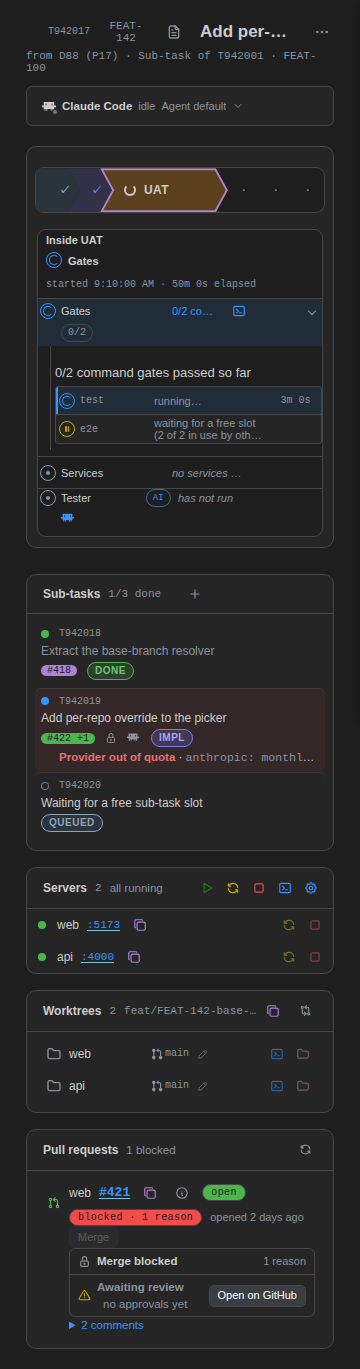 T942017 FEAT-142 Add per-…
from D88 (P17) · Sub-task of T942001 · FEAT-
100
Claude Code idle Agent default
✓ ✓ UAT · · ·
Inside UAT
Gates
started 9:10:00 AM · 50m 0s elapsed
Gates 0/2 co…
0/2
0/2 command gates passed so far
test running… 3m 0s
e2e waiting for a free slot
(2 of 2 in use by oth…
Services no services …
Tester AI has not run
Sub-tasks 1/3 done
T942018
Extract the base-branch resolver
#418 DONE
T942019
Add per-repo override to the picker
#422 +1 IMPL
Provider out of quota · anthropic: monthl…
T942020
Waiting for a free sub-task slot
QUEUED
Servers 2 all running
web :5173
api :4000
Worktrees 2 feat/FEAT-142-base-…
web main
api main
Pull requests 1 blocked
web #421 open
blocked · 1 reason opened 2 days ago
Merge
Merge blocked 1 reason
Awaiting review
no approvals yet
Open on GitHub
2 comments